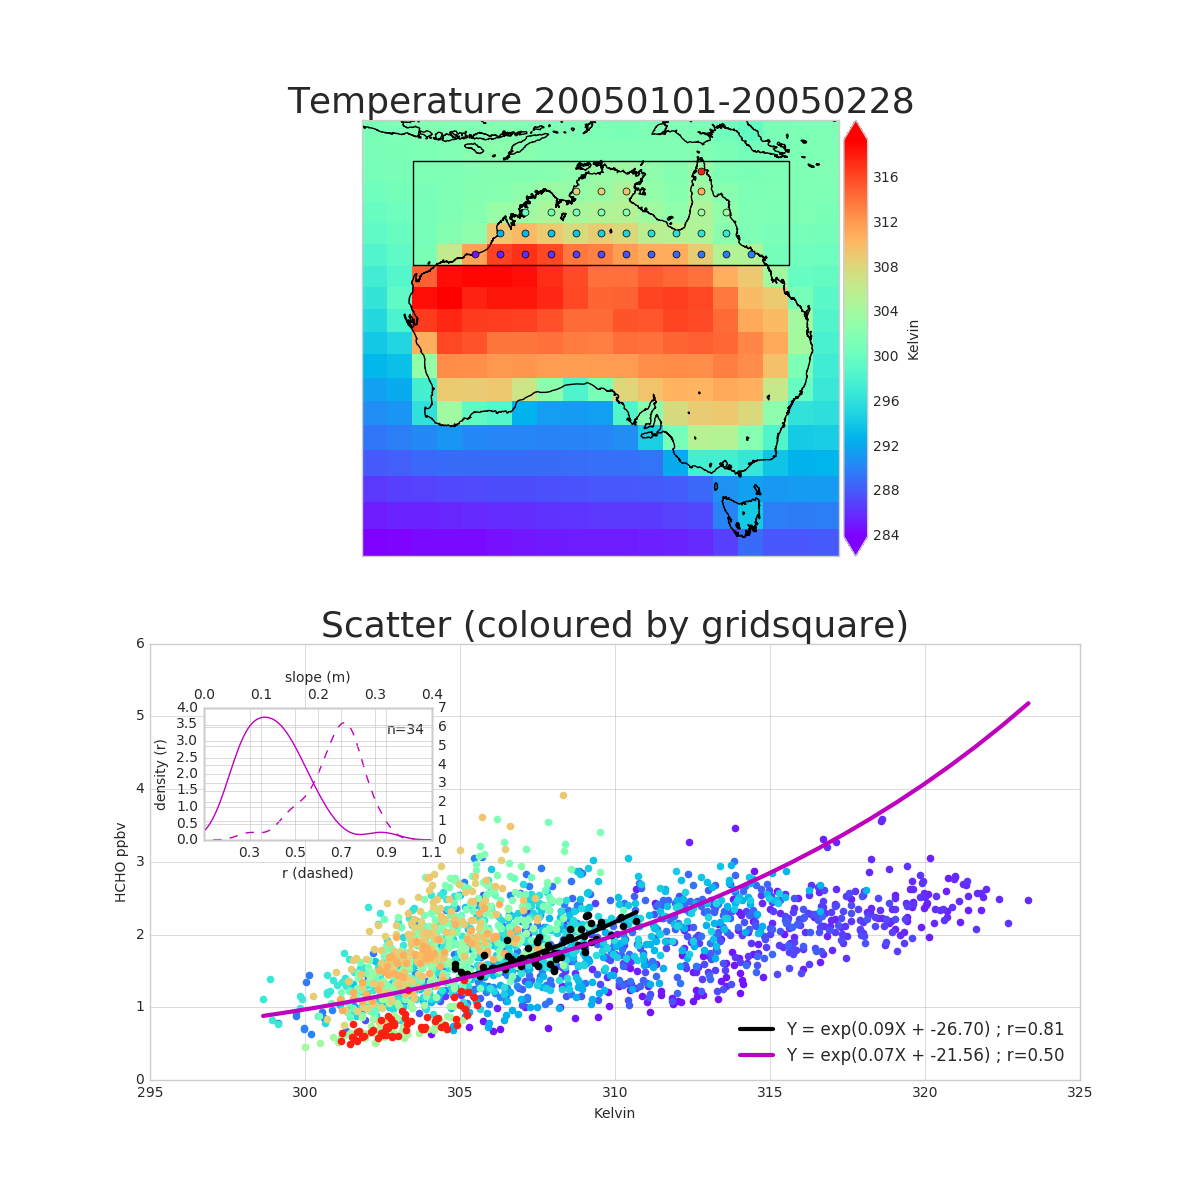 Temperature 20050101-20050228
316
312
308
304
300
296
292
288
284
Kelvin
Scatter (coloured by gridsquare)
6
5
4
3
2
1
0
HCHO ppbv
slope (m)
0.0 0.1 0.2 0.3 0.4
4.0
3.5
3.0
2.5
2.0
1.5
1.0
0.5
0.0
density (r)
n=34
7
6
5
4
3
2
1
0
0.3 0.5 0.7 0.9 1.1
r (dashed)
Y = exp(0.09X + -26.70) ; r=0.81
Y = exp(0.07X + -21.56) ; r=0.50
295 300 305 310 315 320 325
Kelvin